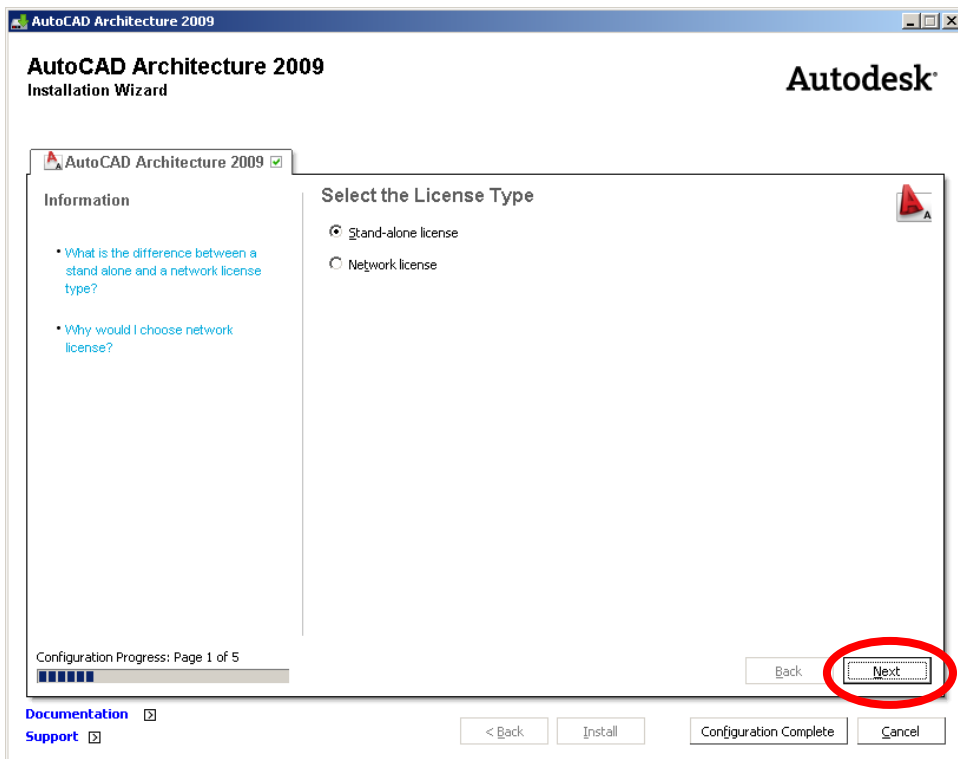 AutoCAD Architecture 2009
AutoCAD Architecture 2009
Installation Wizard
Autodesk
AutoCAD Architecture 2009
Information
What is the difference between a
stand alone and a network license
type?
Why would I choose network
license?
Select the License Type
Stand-alone license
Network license
A
Configuration Progress: Page 1 of 5
Back
Next
Documentation
Support
< Back
Install
Configuration Complete
Cancel